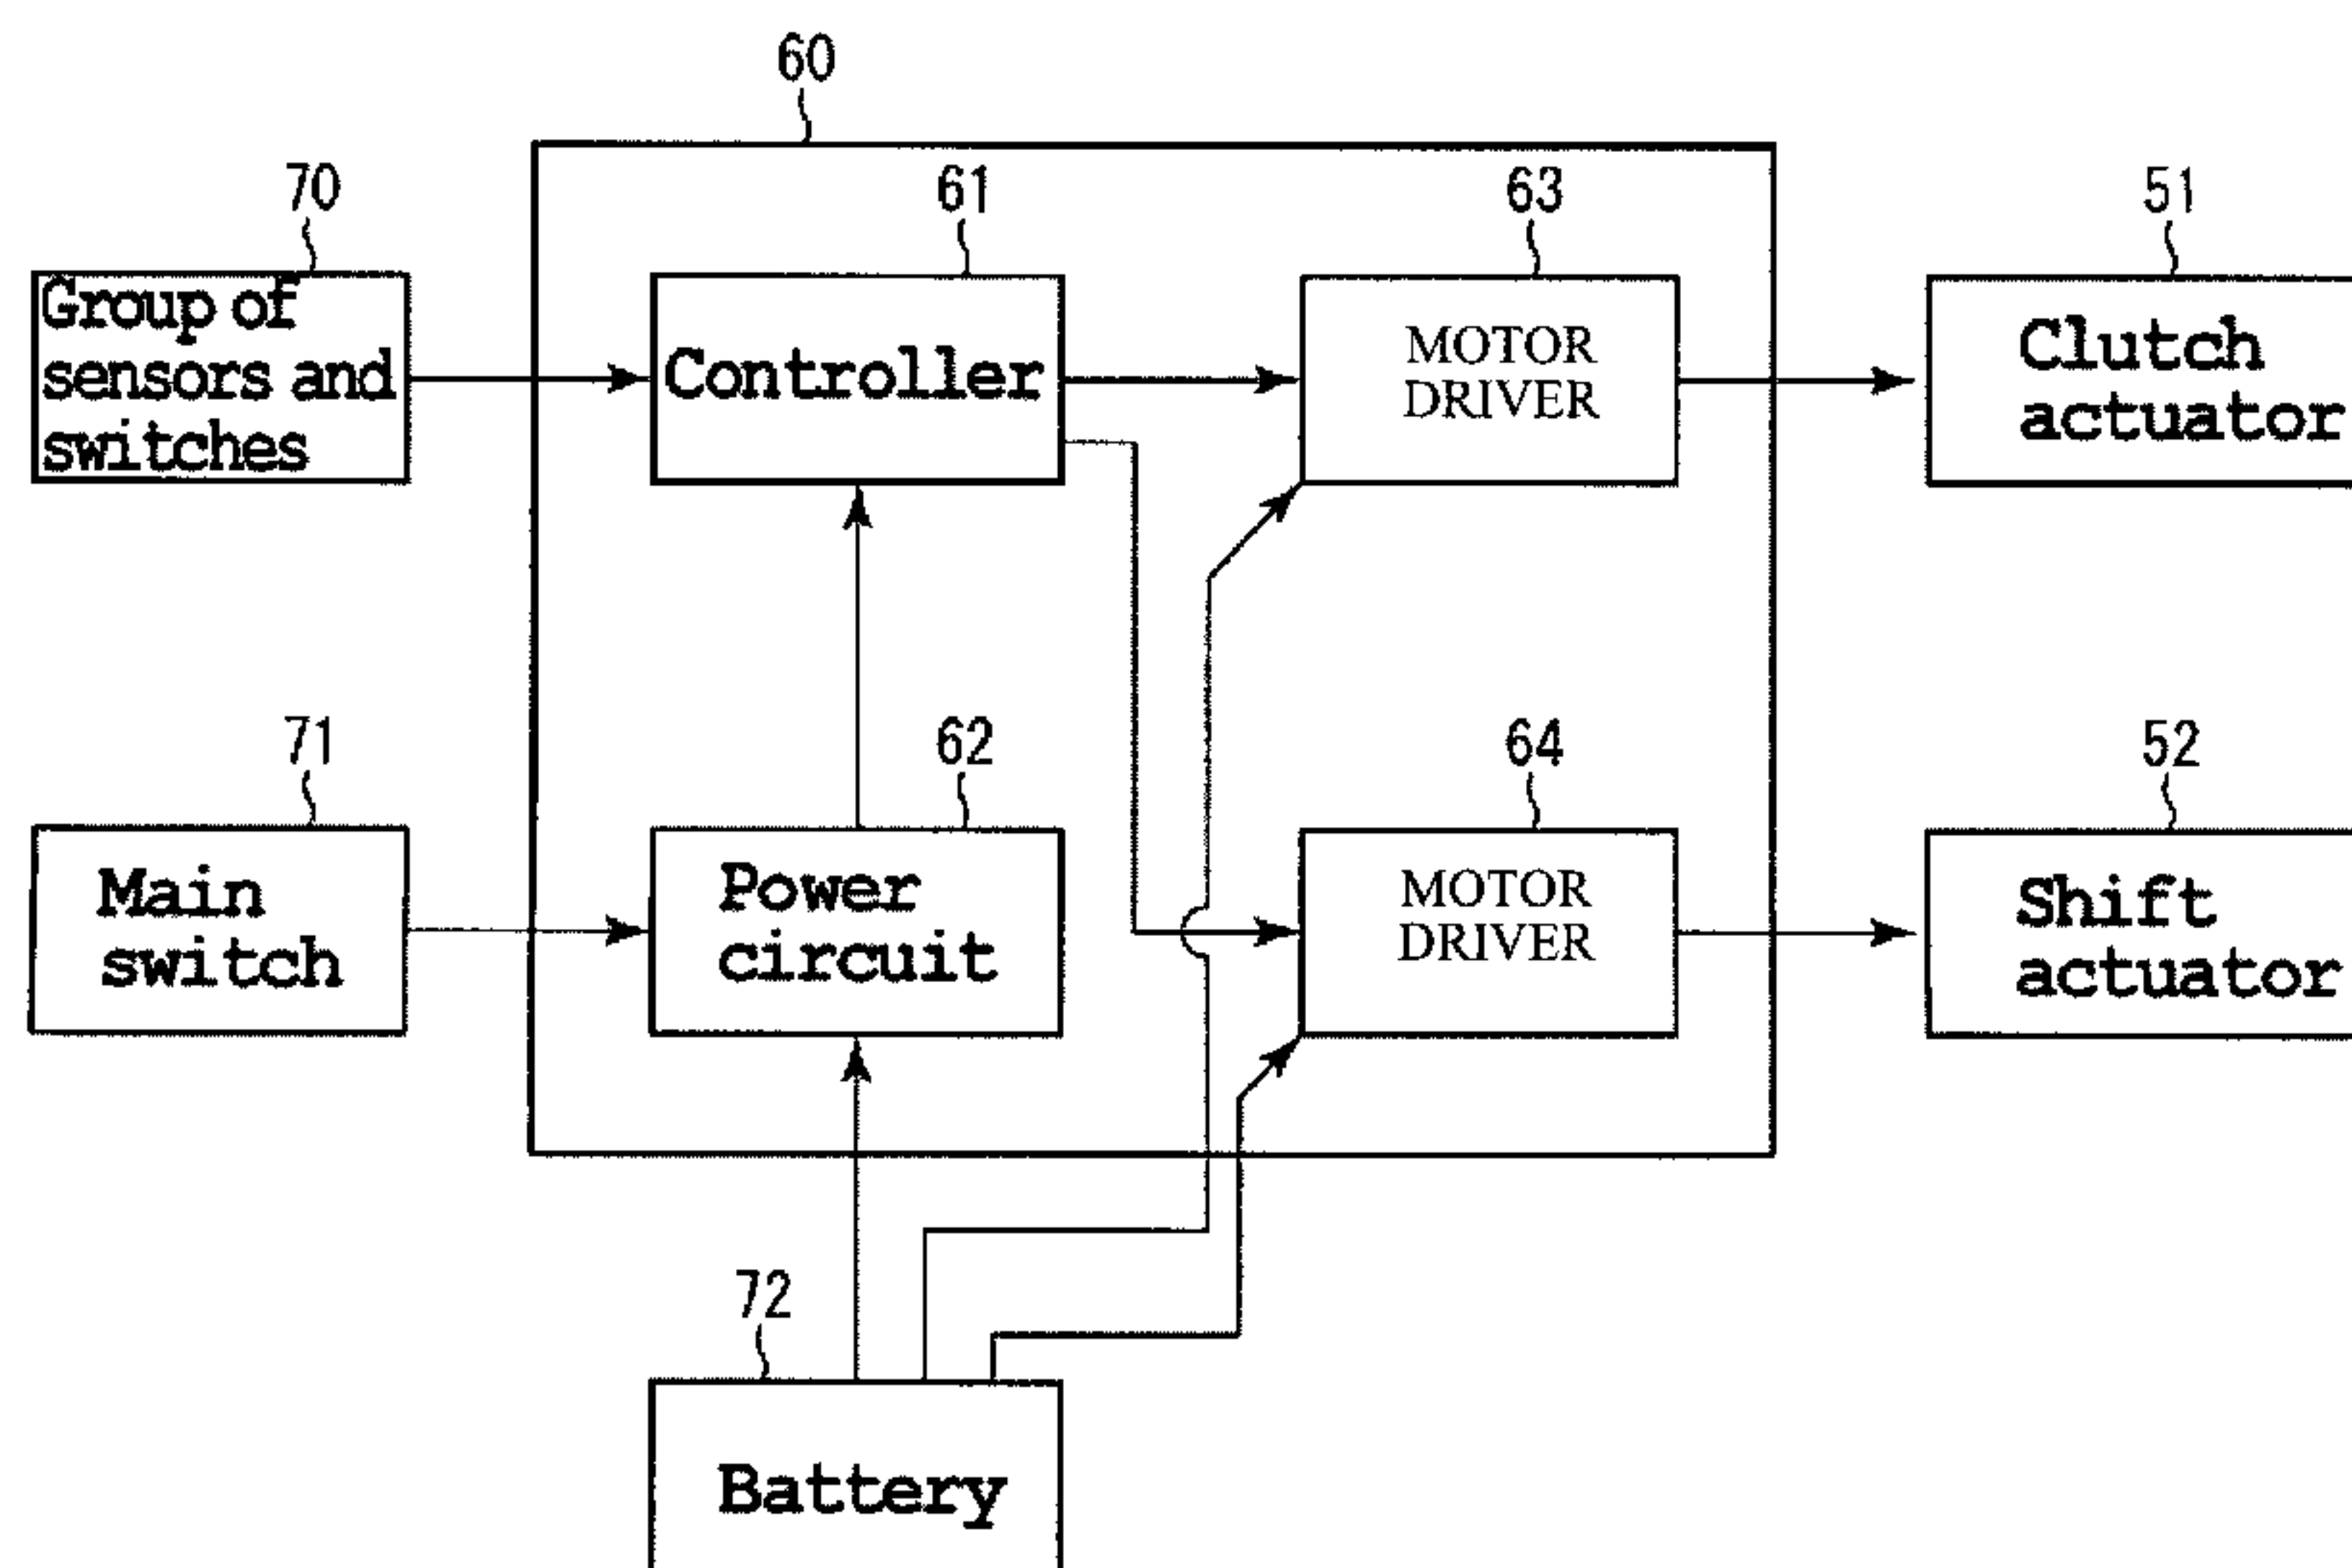 60
70
61
63
51
Group of
sensors and
switches
Controller
MOTOR
DRIVER
Clutch
actuator
71
62
64
52
Main
switch
Power
circuit
MOTOR
DRIVER
Shift
actuator
72
Battery